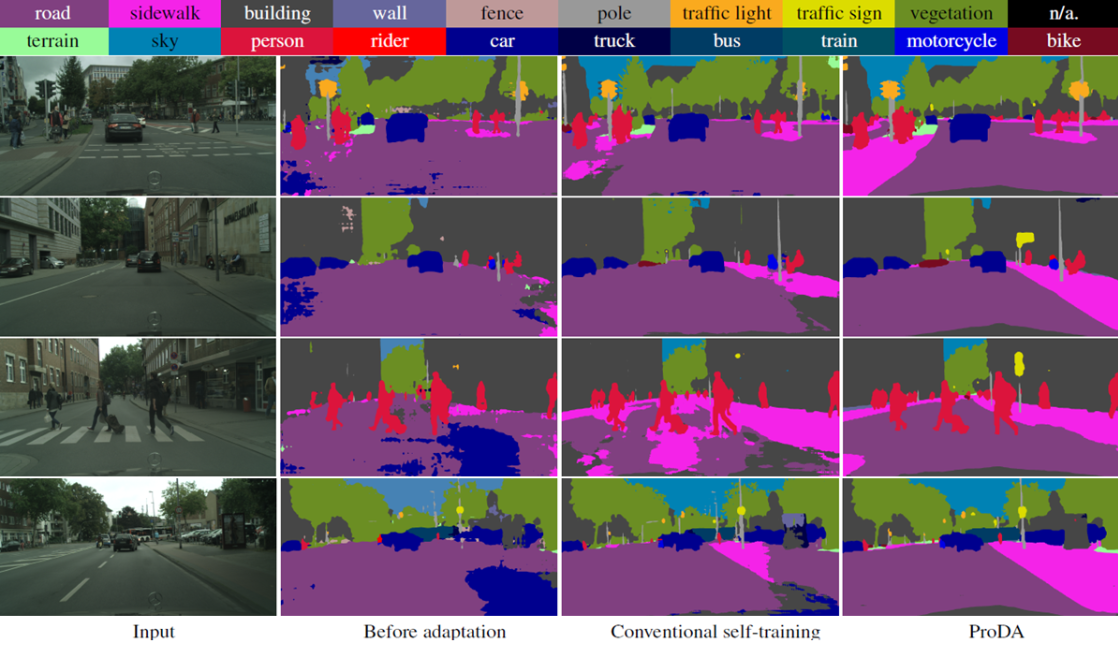 road sidewalk building wall fence pole traffic light traffic sign vegetation n/a.
terrain sky person rider car truck bus train motorcycle bike
Input Before adaptation Conventional self-training ProDA